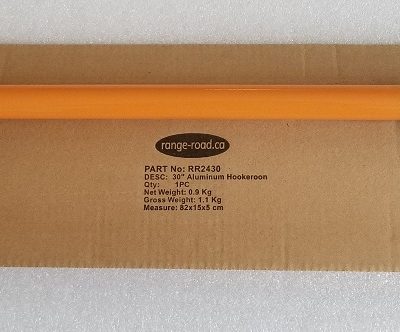 range-road.ca
PART No: RR2430
DESC: 30" Aluminum Hookeroon
Qty: 1PC
Net Weight: 0.9 Kg
Gross Weight: 1.1 Kg
Measure: 82x15x5 cm